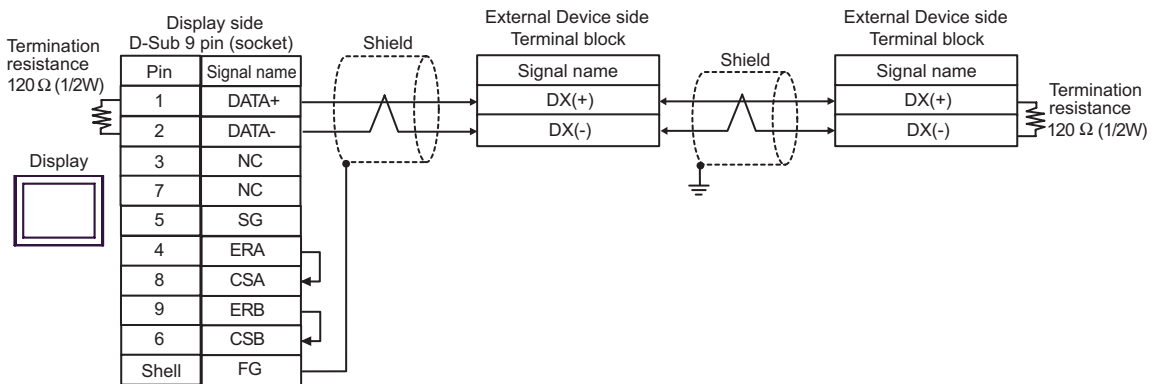 Display side
D-Sub 9 pin (socket)
Termination
resistance
120 Ω (1/2W)
Pin Signal name
1 DATA+
2 DATA-
3 NC
7 NC
5 SG
4 ERA
8 CSA
9 ERB
6 CSB
Shell FG
Display
Shield
External Device side
Terminal block
Signal name
DX(+)
DX(-)
Shield
External Device side
Terminal block
Signal name
DX(+)
DX(-)
Termination
resistance
120 Ω (1/2W)